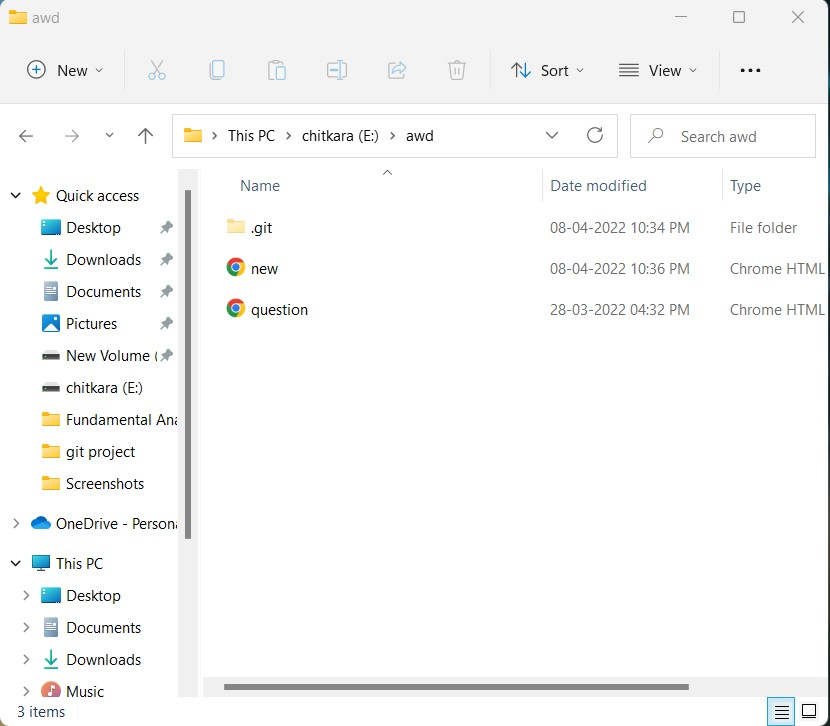 awd
New Sort View
This PC chitkara (E:) awd Search awd
Name Date modified Type
.git 08-04-2022 10:34 PM File folder
new 08-04-2022 10:36 PM Chrome HTML
question 28-03-2022 04:32 PM Chrome HTML
Quick access
Desktop
Downloads
Documents
Pictures
New Volume (
chitkara (E:)
Fundamental Ana
git project
Screenshots
OneDrive - Persona
This PC
Desktop
Documents
Downloads
Music
3 items